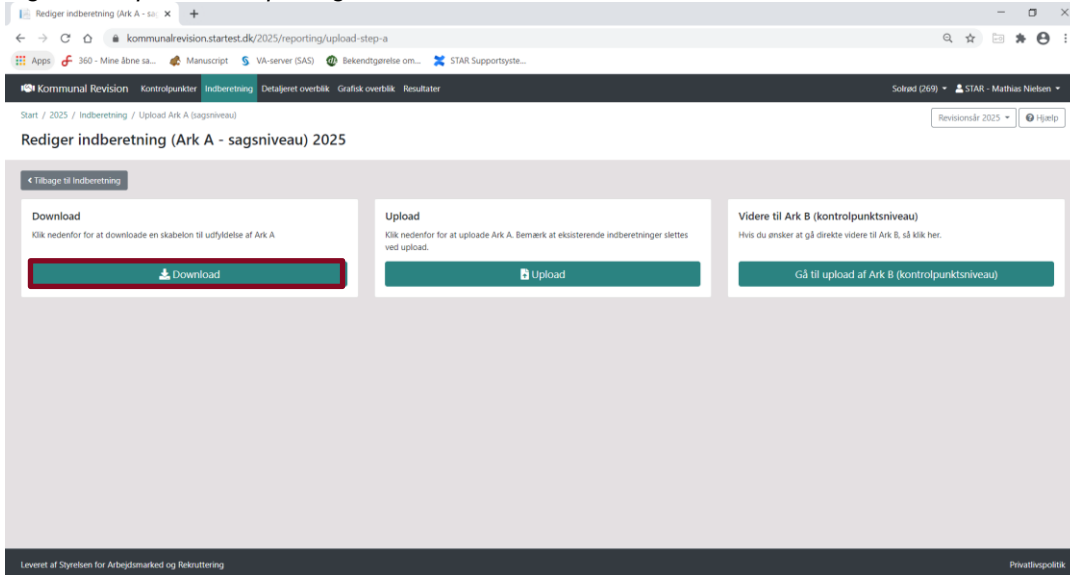 Rediger indberetning (Ark A - sa
kommunalrevision.startest.dk/2025/reporting/upload-step-a
Apps 360 - Mine åbne sa... Manuscript VA-server (SAS) Bekendtgørelse om... STAR Supportsyste...
Kommunal Revision Kontrolpunkter Indberetning Detaljeret overblik Grafisk overblik Resultater Solrød (269) STAR - Mathias Nielsen
Start / 2025 / Indberetning / Upload Ark A (sagsniveau) Revisionsår 2025 Hjælp
Rediger indberetning (Ark A - sagsniveau) 2025
Tilbage til Indberetning
Download
Klik nedenfor for at downloade en skabelon til udfyldelse af Ark A
Download
Upload
Klik nedenfor for at uploade Ark A. Bemærk at eksisterende indberetninger slettes
ved upload.
Upload
Videre til Ark B (kontrolpunktsniveau)
Hvis du ønsker at gå direkte videre til Ark B, så klik her.
Gå til upload af Ark B (kontrolpunktsniveau)
Leveret af Styrelsen for Arbejdsmarked og Rekruttering Privatlivspolitik